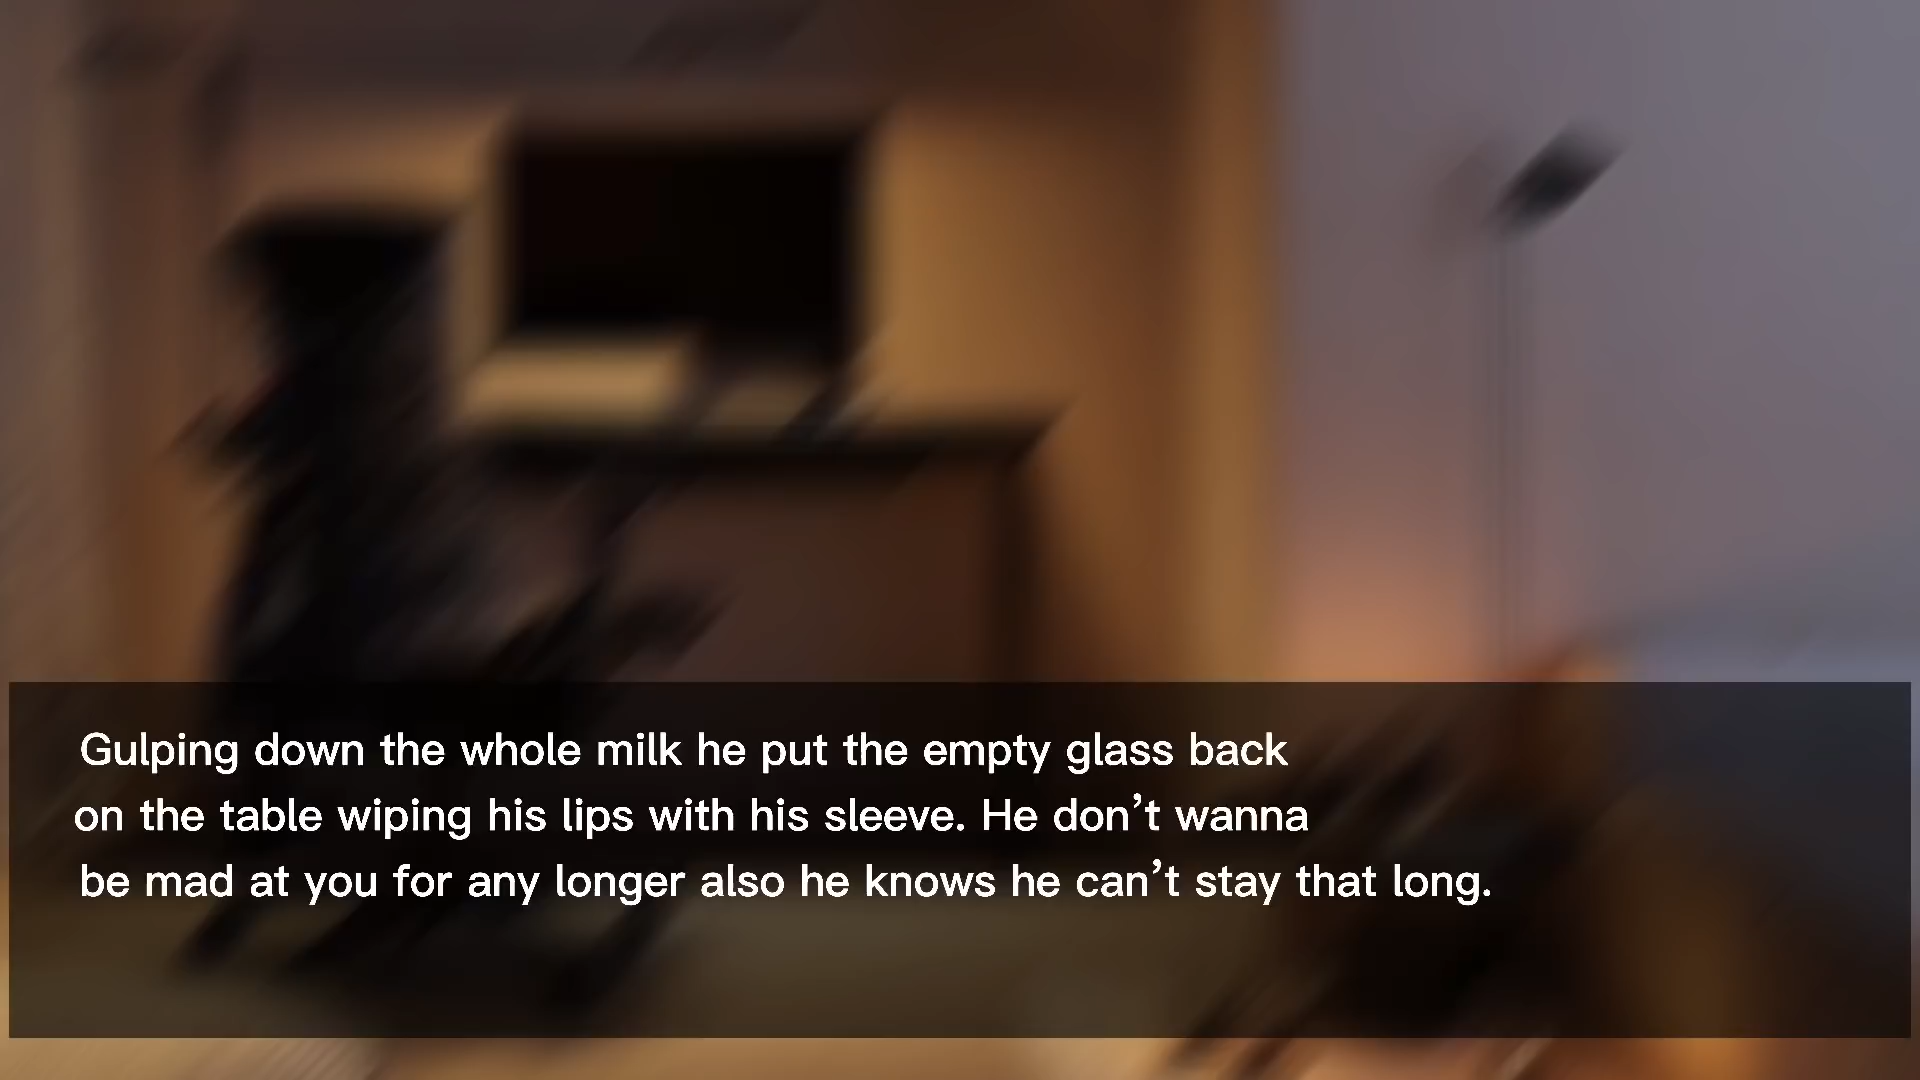 Gulping down the whole milk he put the empty glass back
on the table wiping his lips with his sleeve. He don’t wanna
be mad at you for any longer also he knows he can’t stay that long.